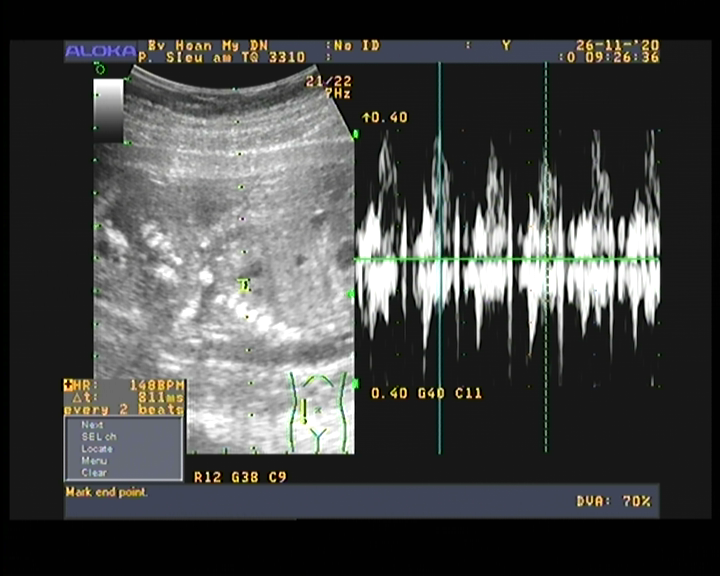 ALOKA Bv Hoan My DN :No ID : Y 26-11-'20
P. Sieu am TQ 3310 : :0 09:26:36
21/22
Hz
↑0.40
0.40 G40 C11
+HR: 148BPM
Δt: 811ms
every 2 beats
Next
SEL ch
Locate
Menu
Clear
R12 G38 C9
Mark end point.
DVA: 70%